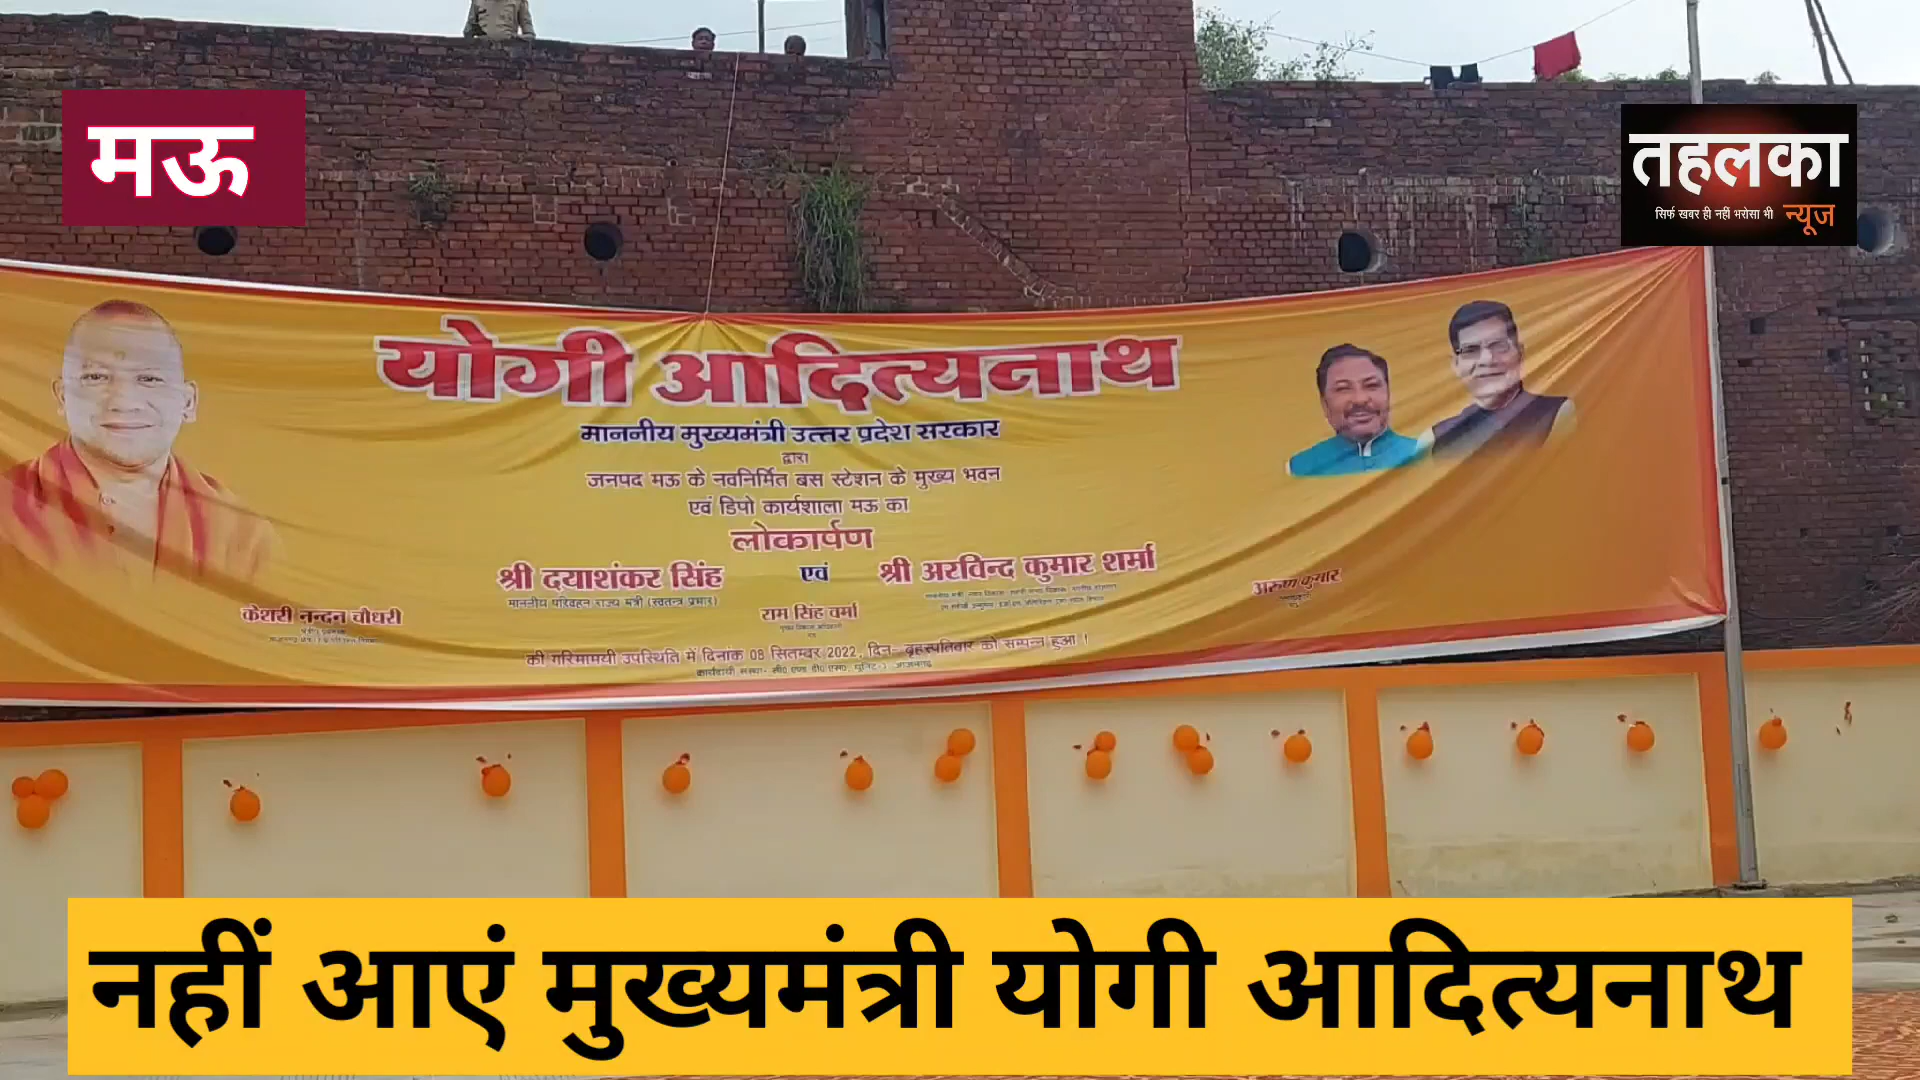 मऊ
तहलका
सिर्फ खबर ही नहीं भरोसा भी न्यूज
योगी आदित्यनाथ
माननीय मुख्यमंत्री उत्तर प्रदेश सरकार
द्वारा
जनपद मऊ के नवनिर्मित बस स्टेशन के मुख्य भवन
एवं डिपो कार्यशाला मऊ का
लोकार्पण
श्री दयाशंकर सिंह एवं श्री अरविन्द कुमार शर्मा
माननीय परिवहन राज्य मंत्री (स्वतन्त्र प्रभार)
केशरी नन्दन चौधरी राम सिंह वर्मा अरुण कुमार
की गरिमामयी उपस्थिति में दिनांक 08 सितम्बर 2022, दिन- बृहस्पतिवार को सम्पन्न हुआ ।
कार्यदायी संस्था-
नहीं आएं मुख्यमंत्री योगी आदित्यनाथ